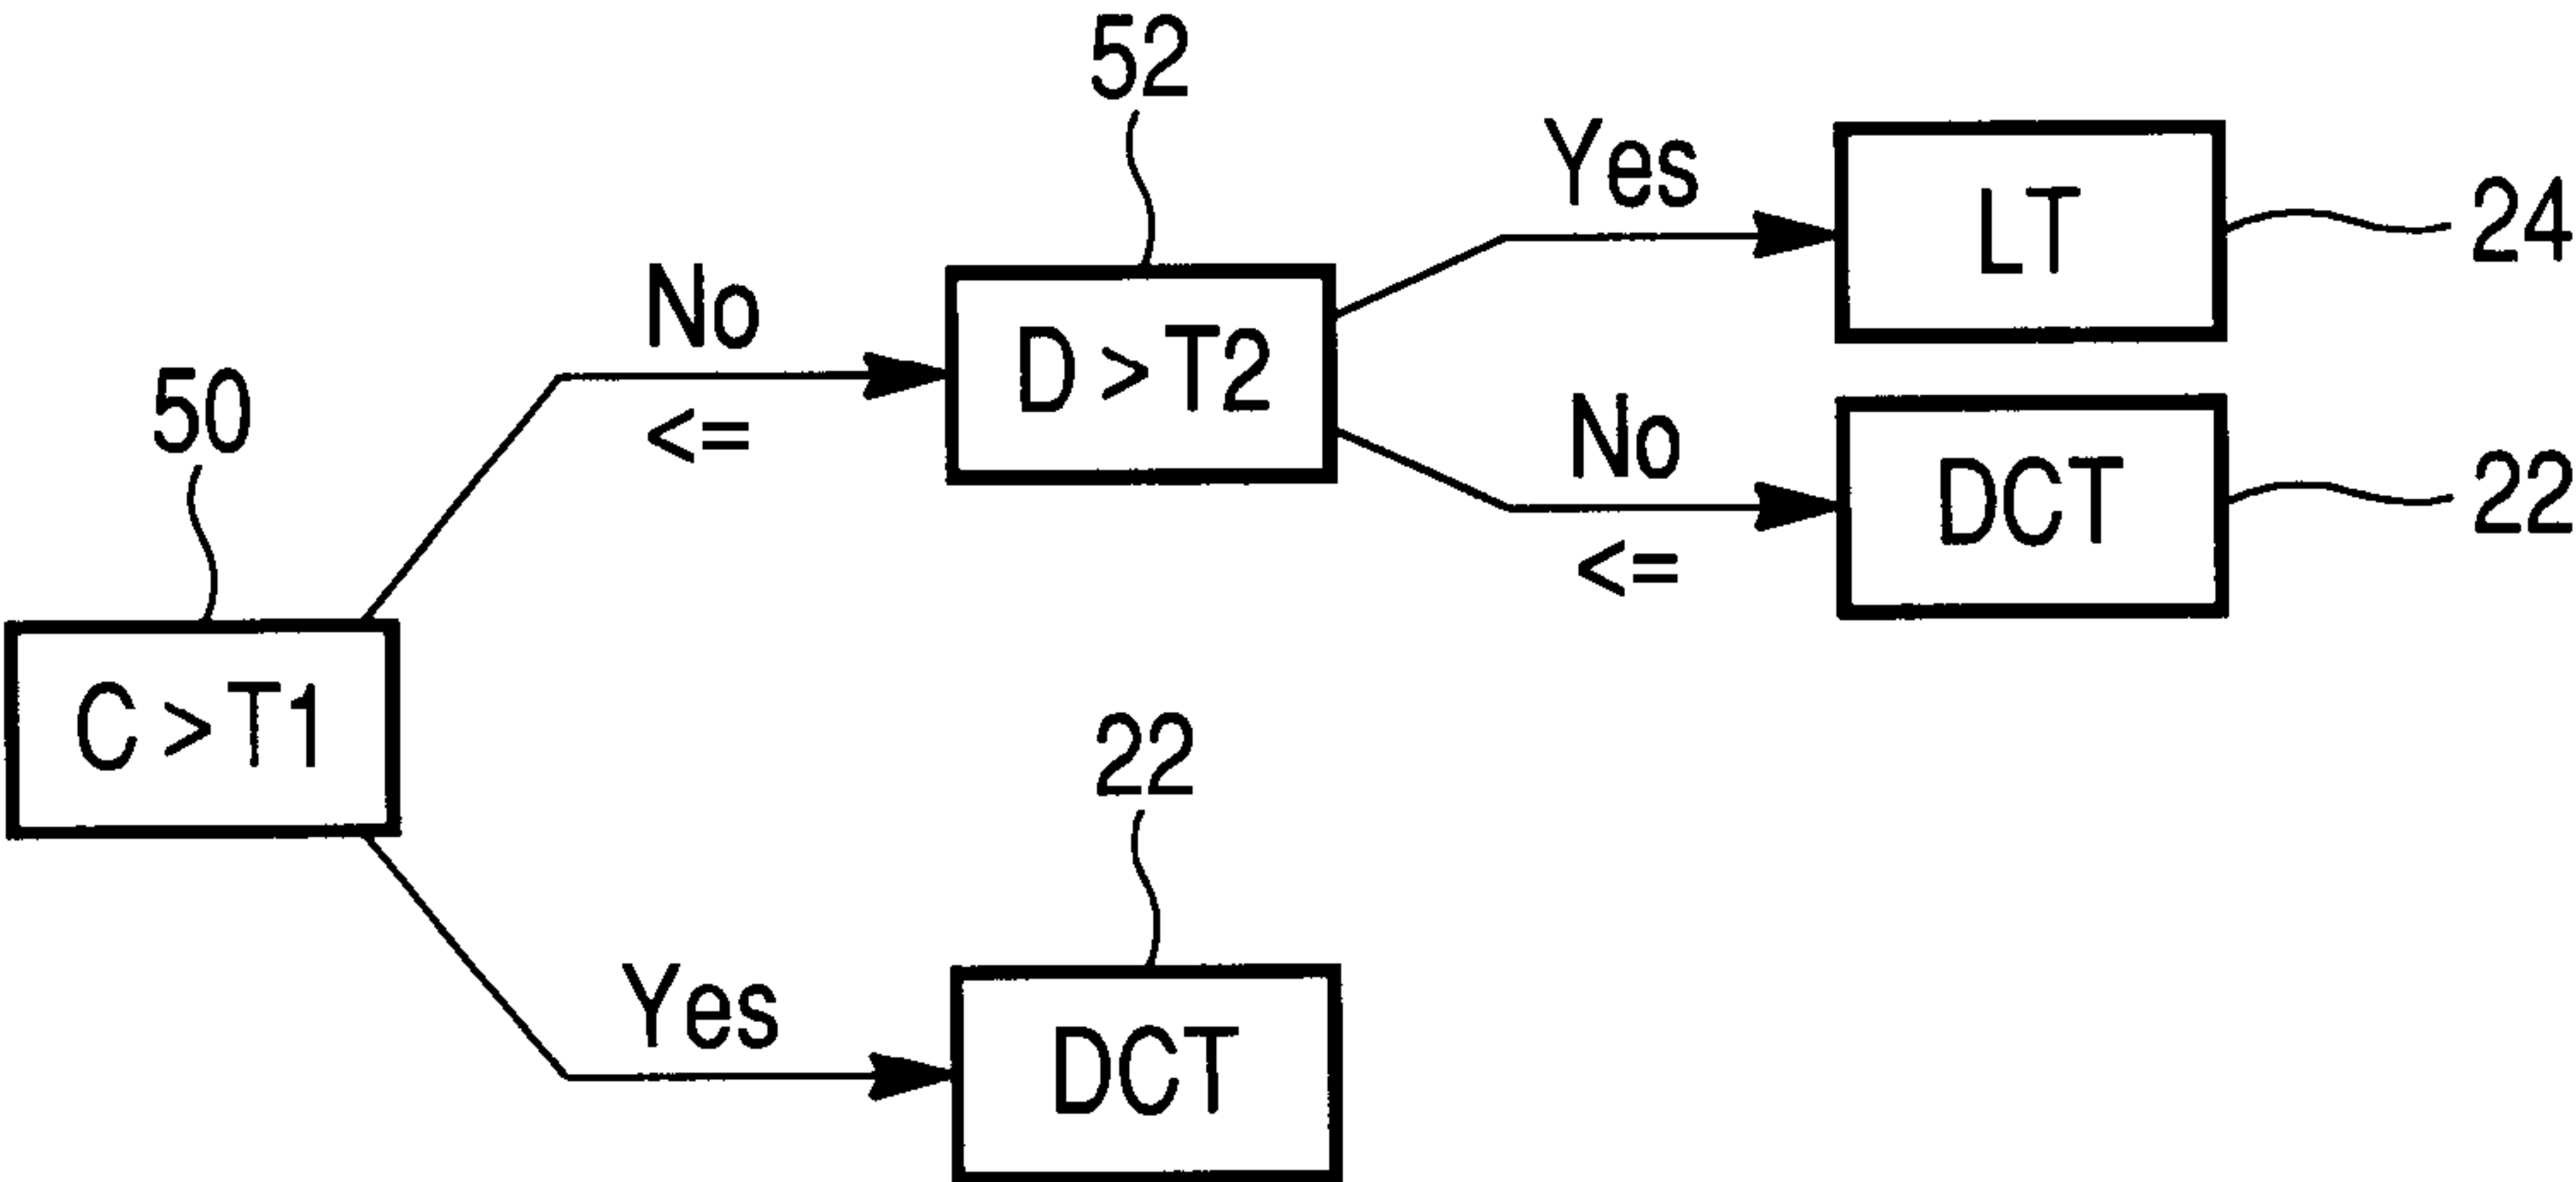 52
Yes
LT
24
No
<=
D > T2
50
No
<=
DCT
22
C > T1
22
Yes
DCT